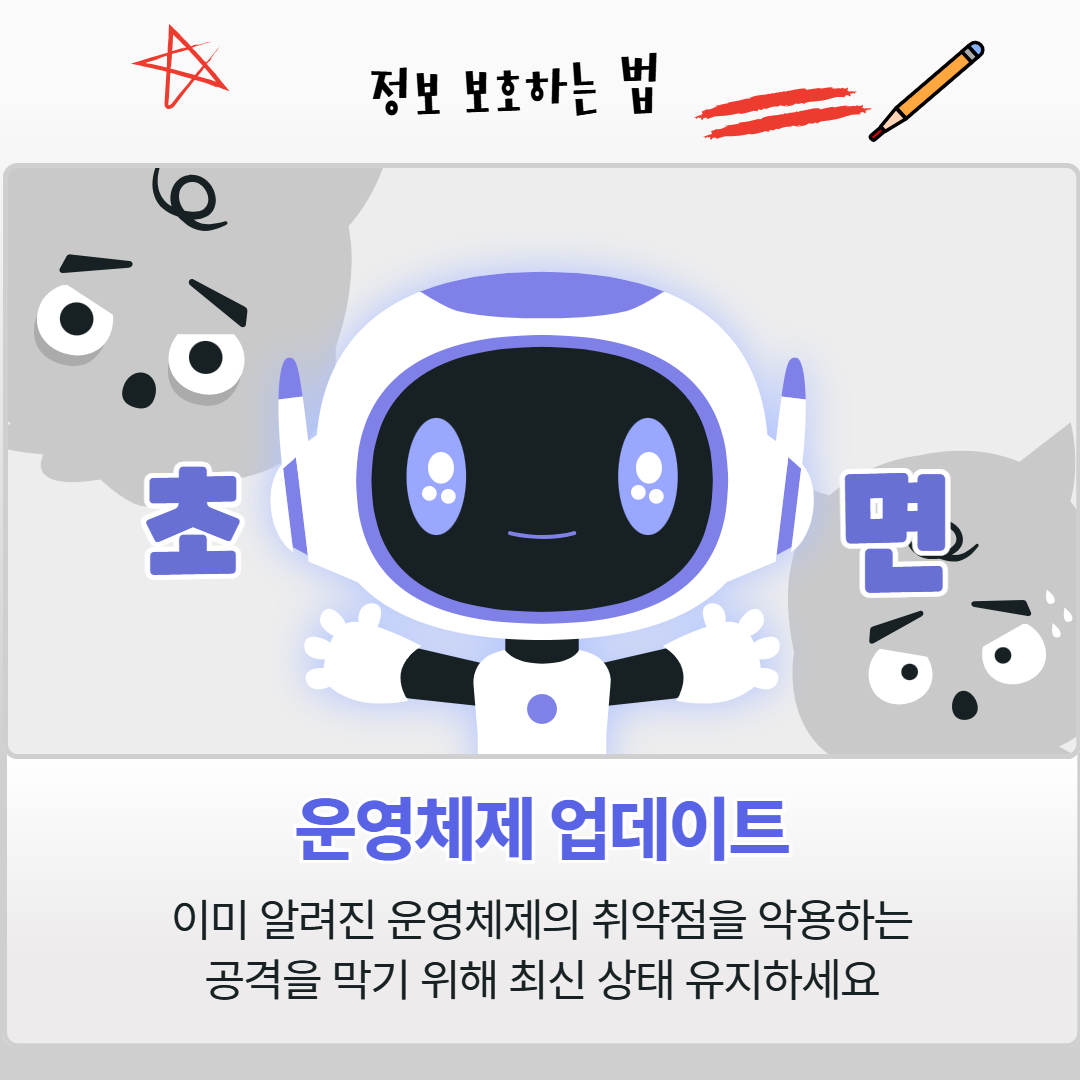 정보 보호하는 법
초 면
운영체제 업데이트
이미 알려진 운영체제의 취약점을 악용하는
공격을 막기 위해 최신 상태 유지하세요